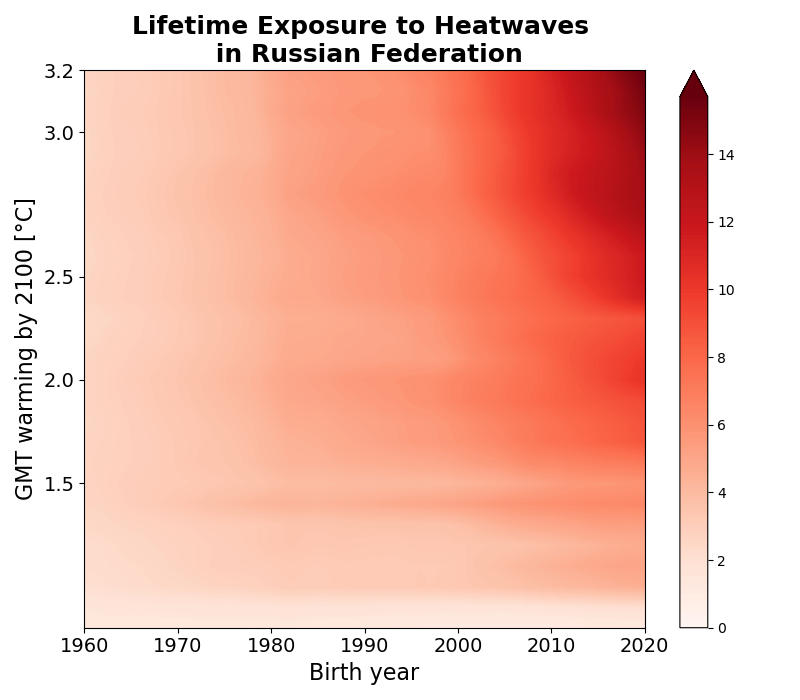 Lifetime Exposure to Heatwaves
in Russian Federation
3.2
3.0
2.5
2.0
1.5
GMT warming by 2100 [°C]
1960 1970 1980 1990 2000 2010 2020
Birth year
14
12
10
8
6
4
2
0